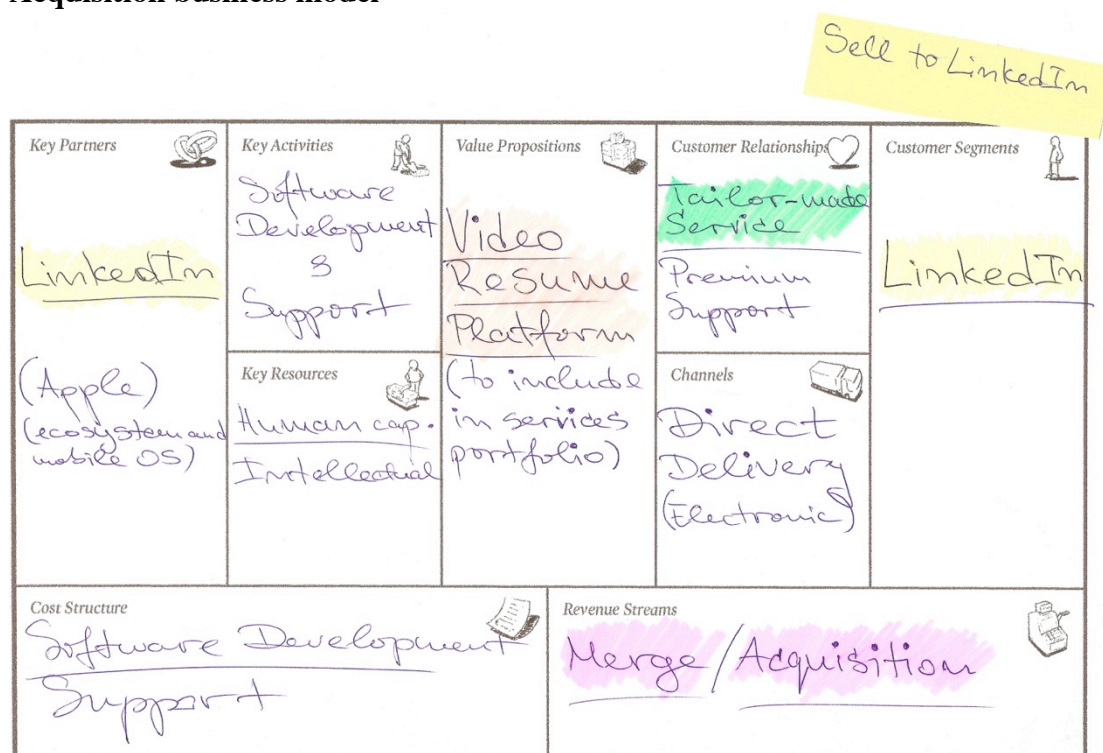 Acquisition business model
Sell to LinkedIn
Key Partners
LinkedIn
(Apple)
(ecosystem and
mobile OS)
Key Activities
Software
Development
&
Support
Key Resources
Human cap.
Intellectual
Value Propositions
Video
Resume
Platform
(to include
in services
portfolio)
Customer Relationships
Tailor-made
Service
Premium
Support
Channels
Direct
Delivery
(Electronic)
Customer Segments
LinkedIn
Cost Structure
Software Development
Support
Revenue Streams
Merge/Acquisition